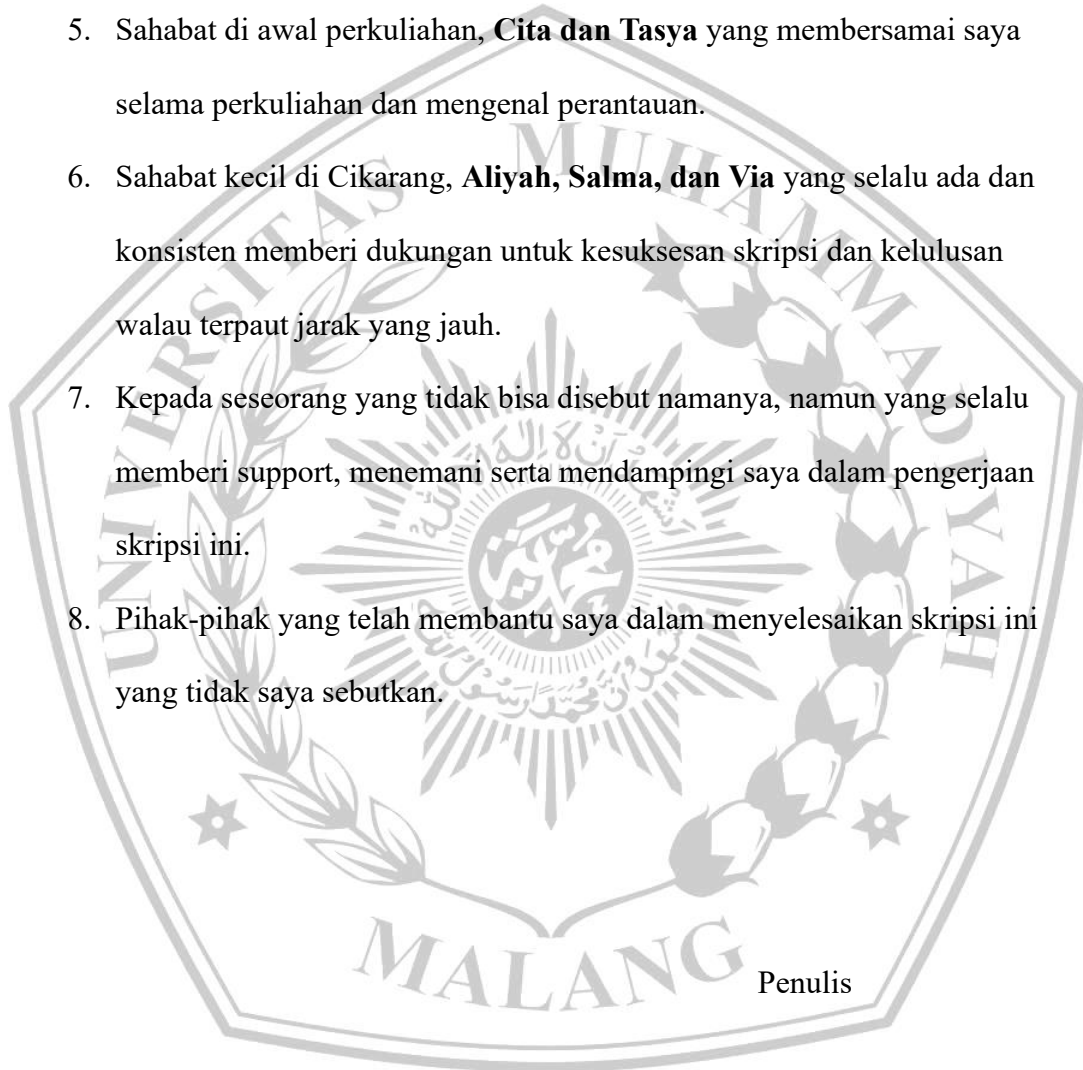 5. Sahabat di awal perkuliahan, Cita dan Tasya yang membersamai saya
selama perkuliahan dan mengenal perantauan.
6. Sahabat kecil di Cikarang, Aliyah, Salma, dan Via yang selalu ada dan
konsisten memberi dukungan untuk kesuksesan skripsi dan kelulusan
walau terpaut jarak yang jauh.
7. Kepada seseorang yang tidak bisa disebut namanya, namun yang selalu
memberi support, menemani serta mendampingi saya dalam pengerjaan
skripsi ini.
8. Pihak-pihak yang telah membantu saya dalam menyelesaikan skripsi ini
yang tidak saya sebutkan.
Penulis
UNIVERSITAS MUHAMMADIYAH
MALANG